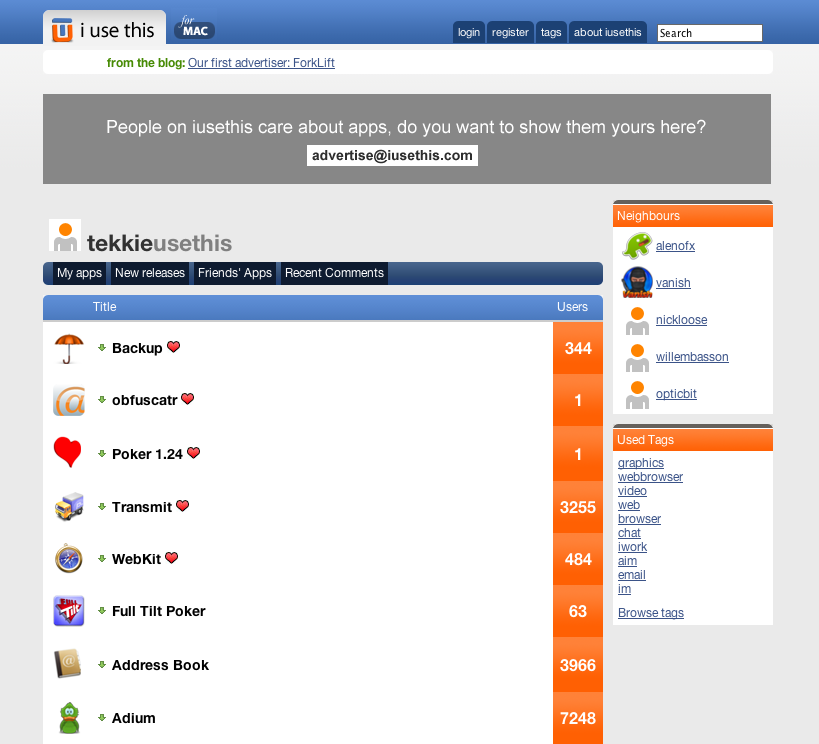 i use this
for
MAC
login register tags about iusethis Search
from the blog: Our first advertiser: ForkLift
People on iusethis care about apps, do you want to show them yours here?
advertise@iusethis.com
tekkieusethis
My apps New releases Friends' Apps Recent Comments
Title Users
Backup 344
obfuscatr 1
Poker 1.24 1
Transmit 3255
WebKit 484
FULL
Tilt
Full Tilt Poker 63
Address Book 3966
Adium 7248
Neighbours
alenofx
vanish
nickloose
willembasson
opticbit
Used Tags
graphics
webbrowser
video
web
browser
chat
iwork
aim
email
im
Browse tags